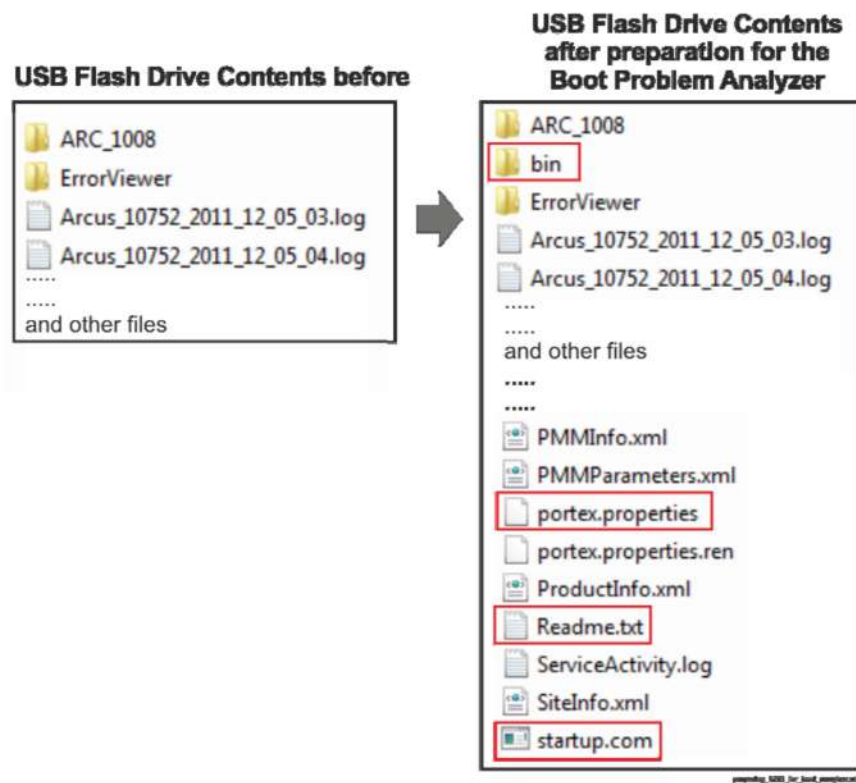 USB Flash Drive Contents before
ARC_1008
ErrorViewer
Arcus_10752_2011_12_05_03.log
Arcus_10752_2011_12_05_04.log
.....
.....
and other files
USB Flash Drive Contents
after preparation for the
Boot Problem Analyzer
ARC_1008
bin
ErrorViewer
Arcus_10752_2011_12_05_03.log
Arcus_10752_2011_12_05_04.log
.....
.....
and other files
.....
.....
PMMInfo.xml
PMMParameters.xml
portex.properties
portex.properties.ren
ProductInfo.xml
Readme.txt
ServiceActivity.log
SiteInfo.xml
startup.com